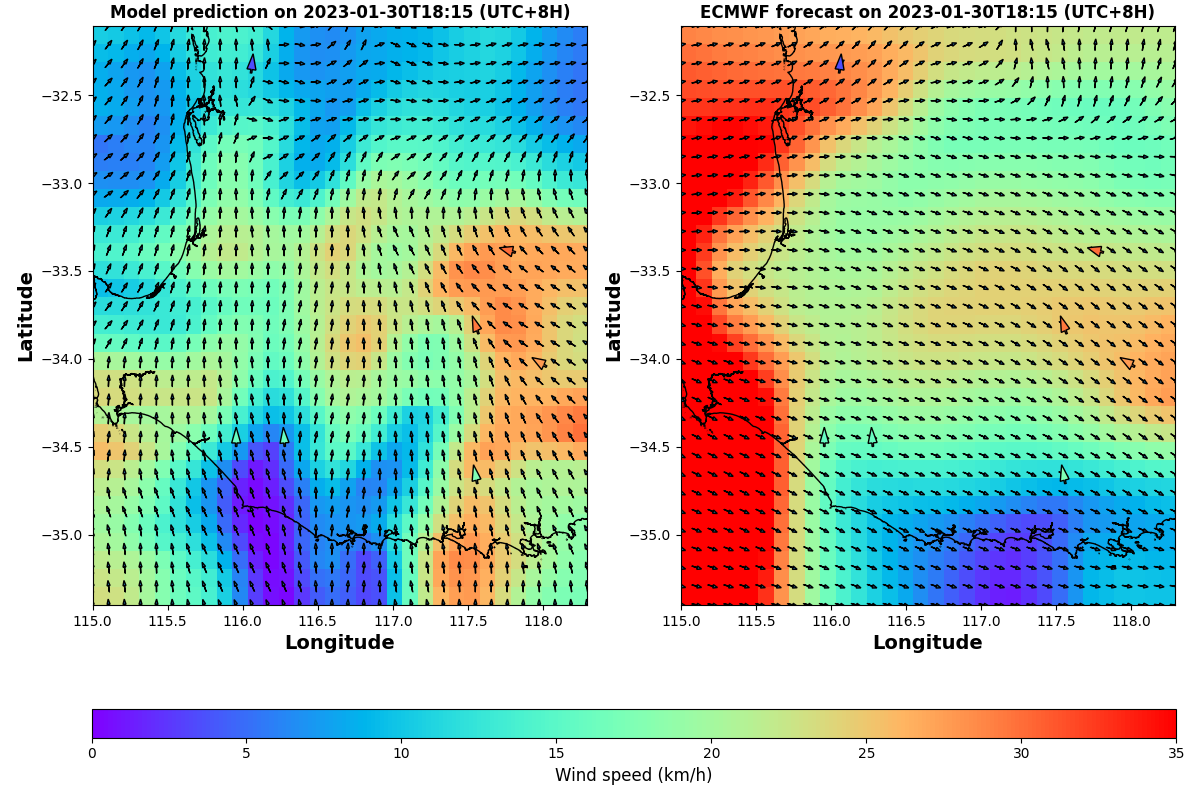 Model prediction on 2023-01-30T18:15 (UTC+8H)
ECMWF forecast on 2023-01-30T18:15 (UTC+8H)
−32.5
−33.0
−33.5
−34.0
−34.5
−35.0
Latitude
115.0 115.5 116.0 116.5 117.0 117.5 118.0
Longitude
−32.5
−33.0
−33.5
−34.0
−34.5
−35.0
Latitude
115.0 115.5 116.0 116.5 117.0 117.5 118.0
Longitude
0 5 10 15 20 25 30 35
Wind speed (km/h)